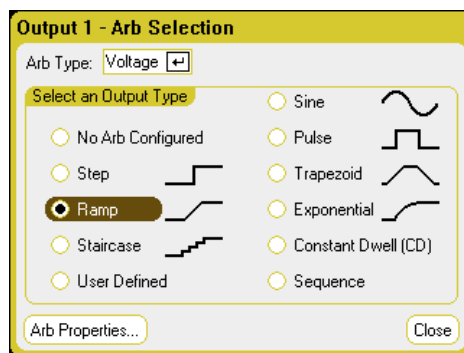 Output 1 - Arb Selection
Arb Type: Voltage
Select an Output Type
No Arb Configured
Step
Ramp
Staircase
User Defined
Sine
Pulse
Trapezoid
Exponential
Constant Dwell (CD)
Sequence
Arb Properties...
Close